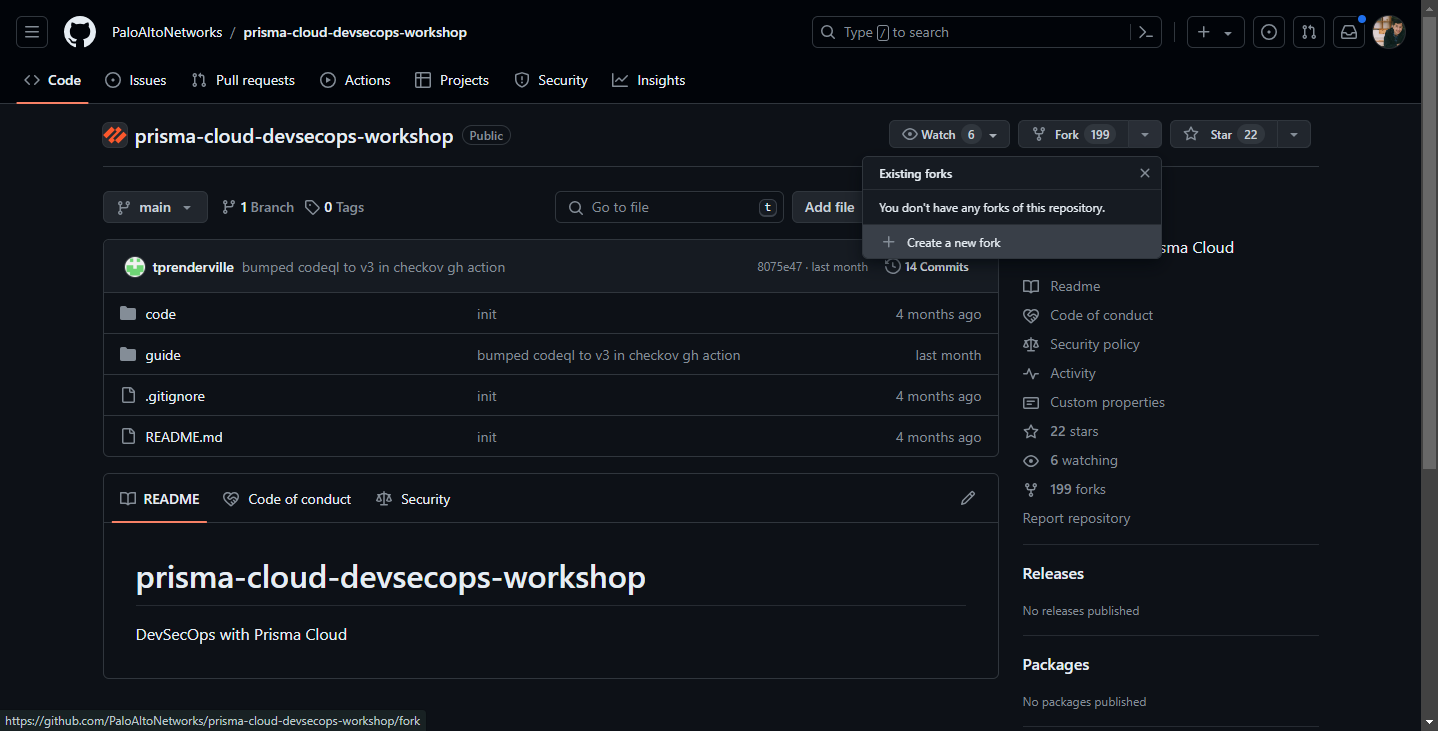 PaloAltoNetworks / prisma-cloud-devsecops-workshop
Type / to search
Code Issues Pull requests Actions Projects Security Insights
prisma-cloud-devsecops-workshop Public
Watch 6 Fork 199 Star 22
Existing forks
You don't have any forks of this repository.
Create a new fork
main 1 Branch 0 Tags
Go to file t Add file
sma Cloud
tprenderville bumped codeql to v3 in checkov gh action 8075e47 · last month 14 Commits
code init 4 months ago
guide bumped codeql to v3 in checkov gh action last month
.gitignore init 4 months ago
README.md init 4 months ago
Readme
Code of conduct
Security policy
Activity
Custom properties
22 stars
6 watching
199 forks
Report repository
README Code of conduct Security
prisma-cloud-devsecops-workshop
DevSecOps with Prisma Cloud
Releases
No releases published
Packages
No packages published
https://github.com/PaloAltoNetworks/prisma-cloud-devsecops-workshop/fork